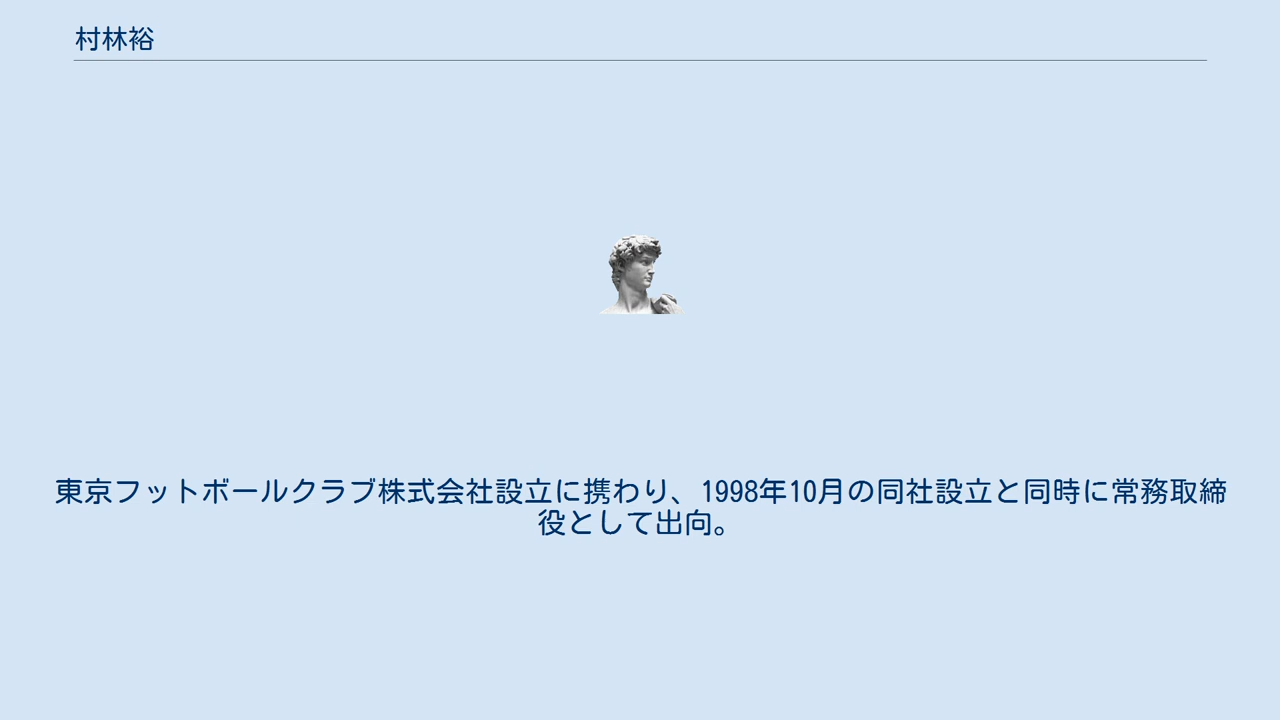 村林裕
東京フットボールクラブ株式会社設立に携わり、1998年10月の同社設立と同時に常務取締
役として出向。